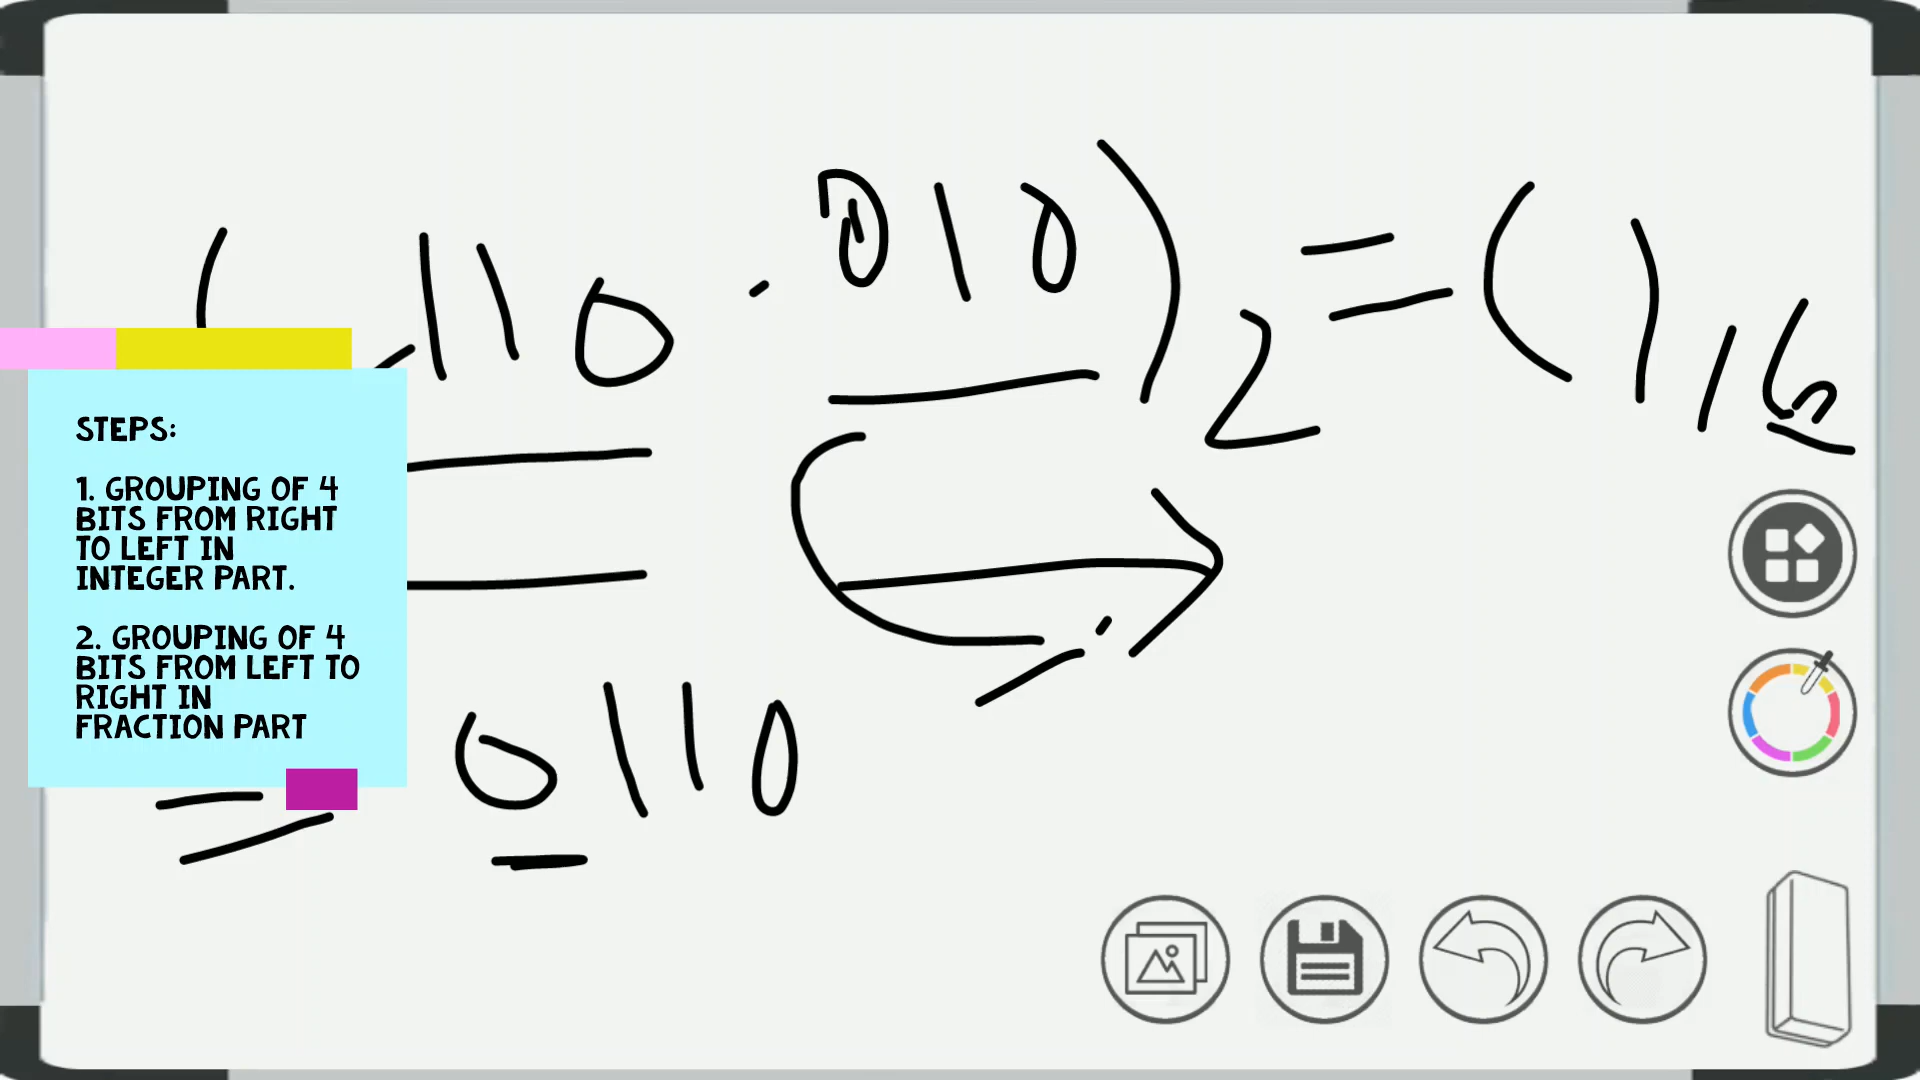 ( 110 . 010)2 = ( )16
STEPS:
1. GROUPING OF 4
BITS FROM RIGHT
TO LEFT IN
INTEGER PART.
2. GROUPING OF 4
BITS FROM LEFT TO
RIGHT IN
FRACTION PART
= 0110